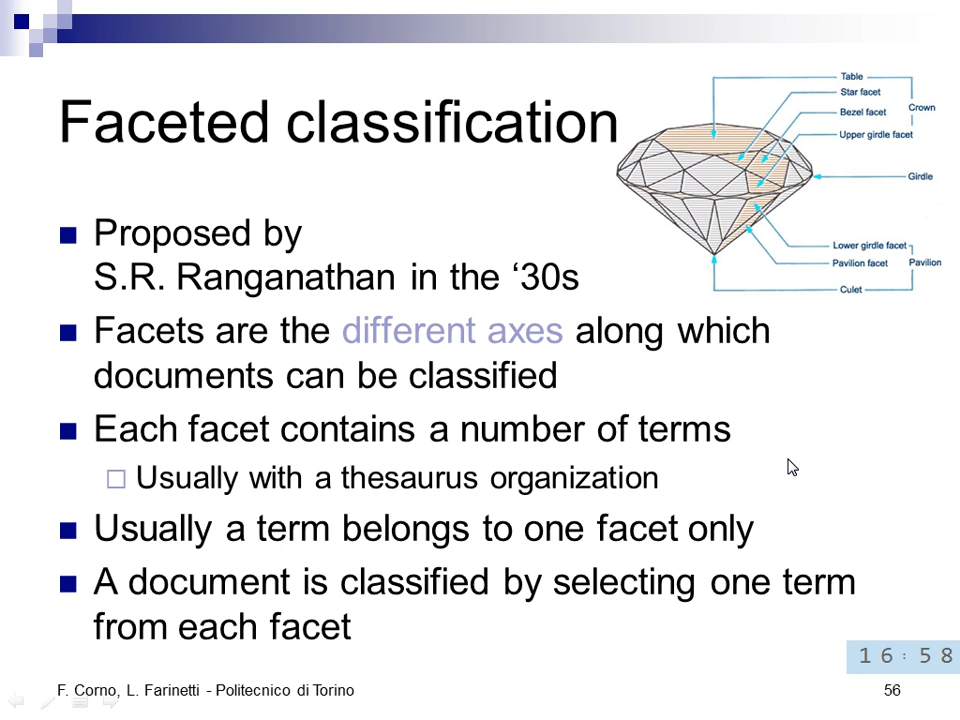 Faceted classification
Table
Star facet
Bezel facet
Crown
Upper girdle facet
Girdle
Lower girdle facet
Pavilion facet
Pavilion
Culet
Proposed by
S.R. Ranganathan in the ‘30s
Facets are the different axes along which
documents can be classified
Each facet contains a number of terms
Usually with a thesaurus organization
Usually a term belongs to one facet only
A document is classified by selecting one term
from each facet
16:58
F. Corno, L. Farinetti - Politecnico di Torino
56